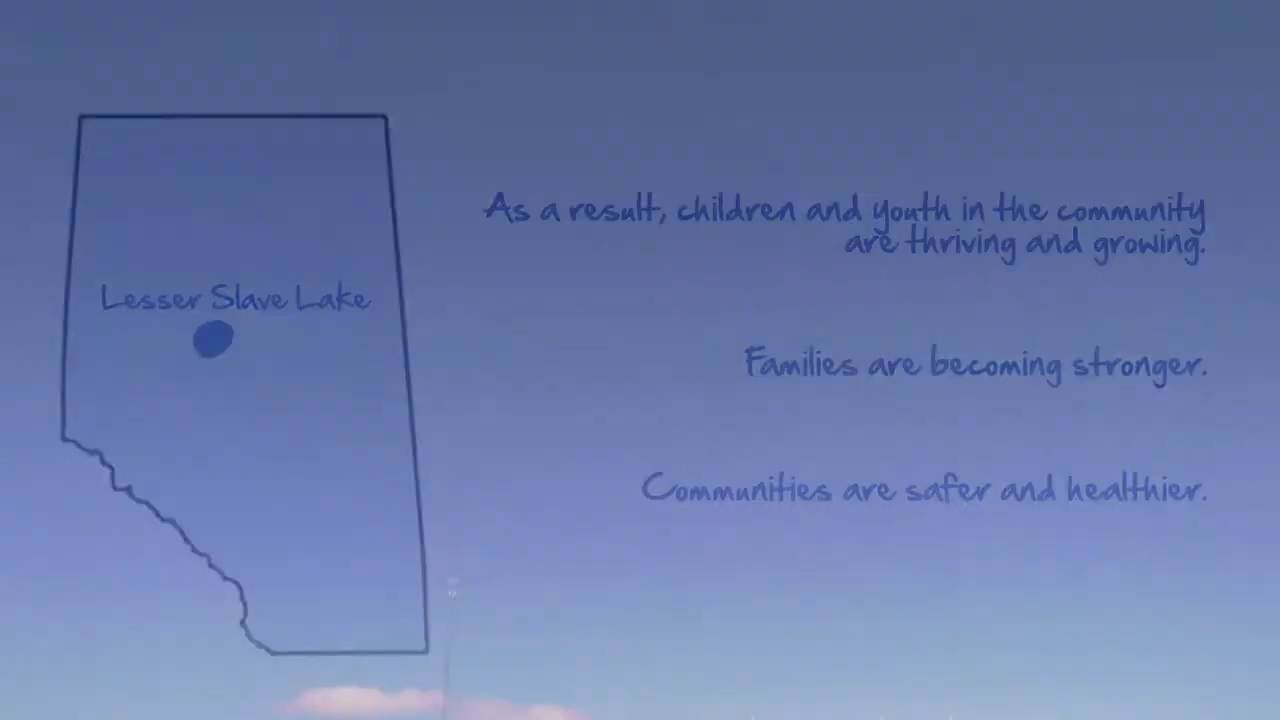 As a result, children and youth in the community
are thriving and growing.
Lesser Slave Lake
Families are becoming stronger.
Communities are safer and healthier.